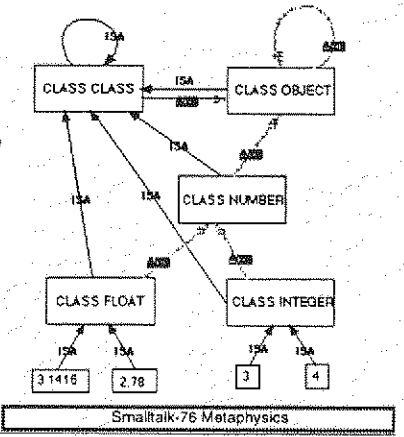 ISA
CLASS CLASS
ISA
CLASS OBJECT
ISA
CLASS NUMBER
ISA
ISA
CLASS FLOAT
CLASS INTEGER
ISA
ISA
ISA
ISA
3.1416
2.78
3
4
Smalltalk-76 Metaphysics